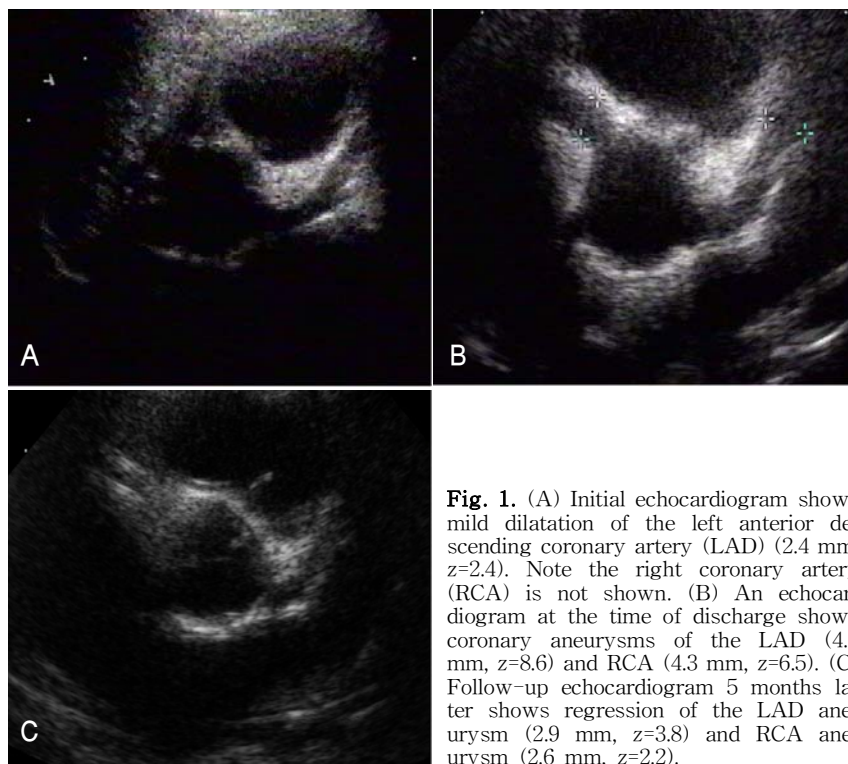 A
B
C
Fig. 1. (A) Initial echocardiogram show
mild dilatation of the left anterior de
scending coronary artery (LAD) (2.4 mm
z=2.4). Note the right coronary arter
(RCA) is not shown. (B) An echocar
diogram at the time of discharge show
coronary aneurysms of the LAD (4.
mm, z=8.6) and RCA (4.3 mm, z=6.5). (C
Follow-up echocardiogram 5 months la
ter shows regression of the LAD ane
urysm (2.9 mm, z=3.8) and RCA ane
urysm (2.6 mm, z=2.2).